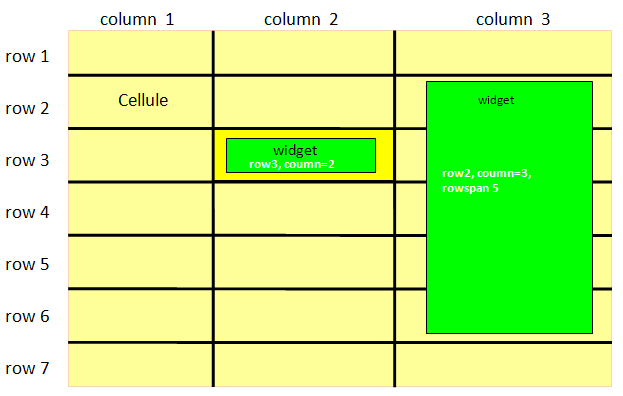 column 1 column 2 column 3
row 1
row 2 Cellule widget
row 3 widget
row3, coumn=2
row2, coumn=3,
rowspan 5
row 4
row 5
row 6
row 7